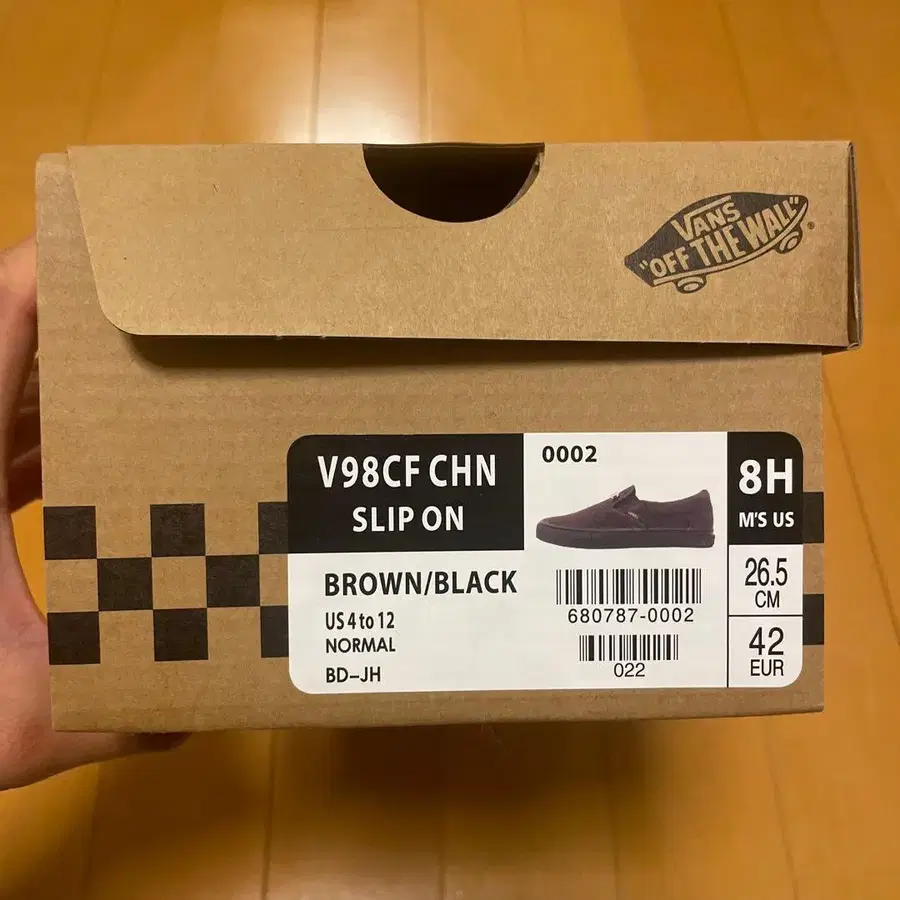 VANS
"OFF THE WALL"
®
V98CF CHN
SLIP ON
0002
8H
M'S US
BROWN/BLACK
US 4 to 12
NORMAL
BD-JH
680787-0002
022
26.5
CM
42
EUR